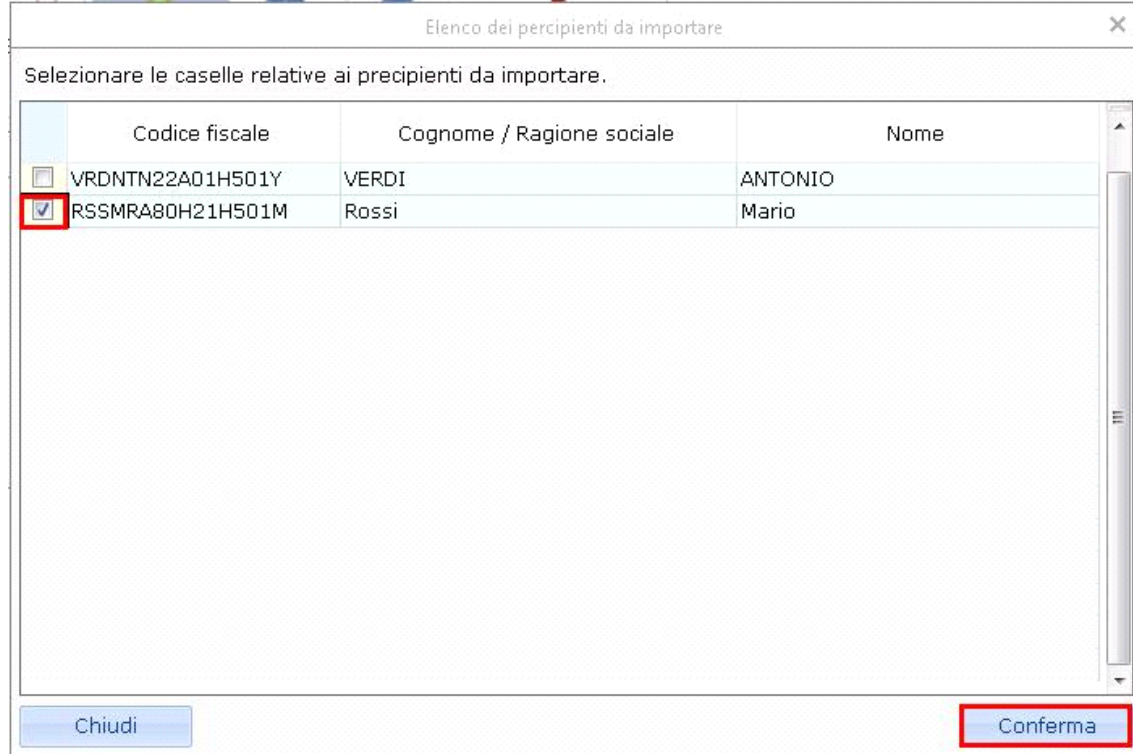 Elenco dei percipienti da importare
Selezionare le caselle relative ai precipienti da importare.
Codice fiscale Cognome / Ragione sociale Nome
VRDNTN22A01H501Y VERDI ANTONIO
RSSMRA80H21H501M Rossi Mario
Chiudi Conferma